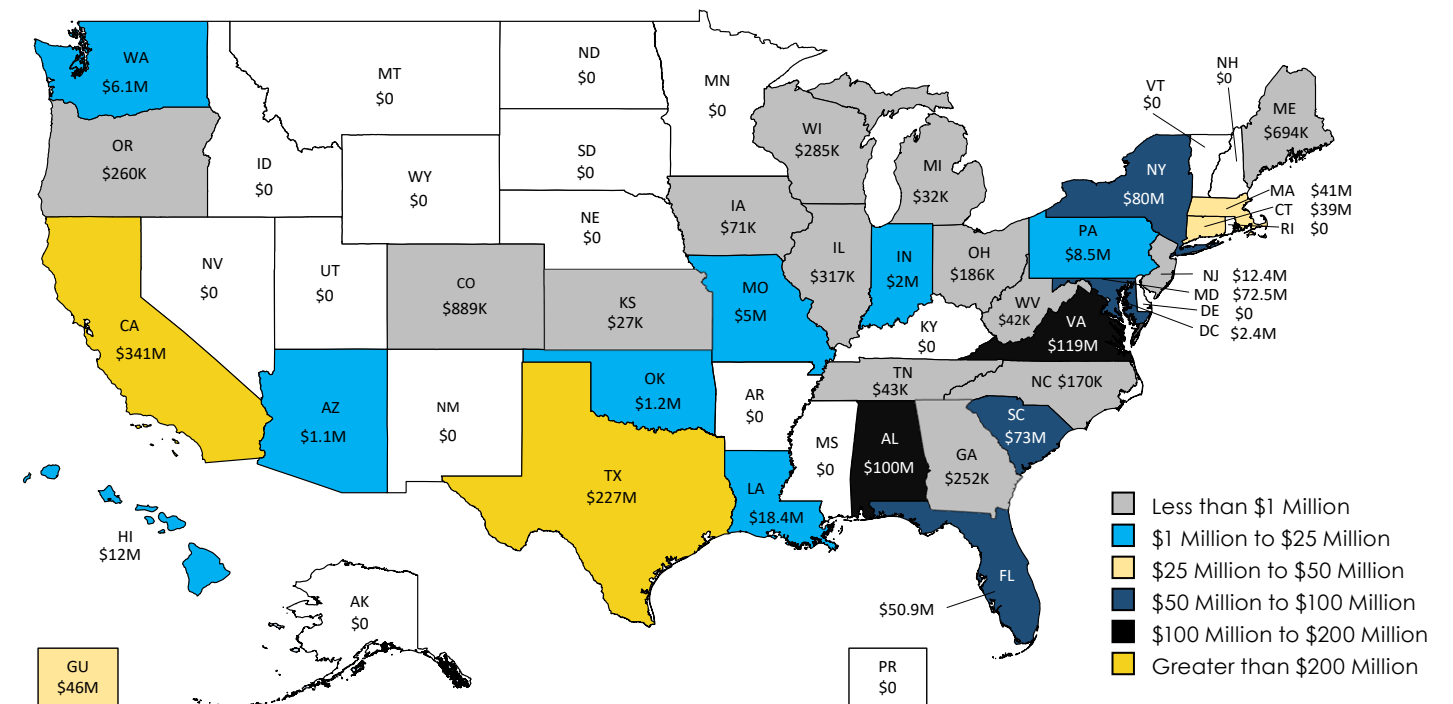 WA
$6.1M
OR
$260K
CA
$341M
MT
$0
ID
$0
NV
$0
WY
$0
UT
$0
AZ
$1.1M
CO
$889K
NM
$0
ND
$0
SD
$0
NE
$0
KS
$27K
OK
$1.2M
TX
$227M
MN
$0
IA
$71K
MO
$5M
AR
$0
LA
$18.4M
WI
$285K
IL
$317K
MI
$32K
IN
$2M
OH
$186K
KY
$0
TN
$43K
MS
$0
AL
$100M
GA
$252K
FL
$50.9M
SC
$73M
NC $170K
VA
$119M
WV
$42K
PA
$8.5M
NY
$80M
VT
$0
NH
$0
ME
$694K
MA $41M
CT $39M
RI $0
NJ $12.4M
MD $72.5M
DE $0
DC $2.4M
HI
$12M
AK
$0
GU
$46M
PR
$0
Less than $1 Million
$1 Million to $25 Million
$25 Million to $50 Million
$50 Million to $100 Million
$100 Million to $200 Million
Greater than $200 Million